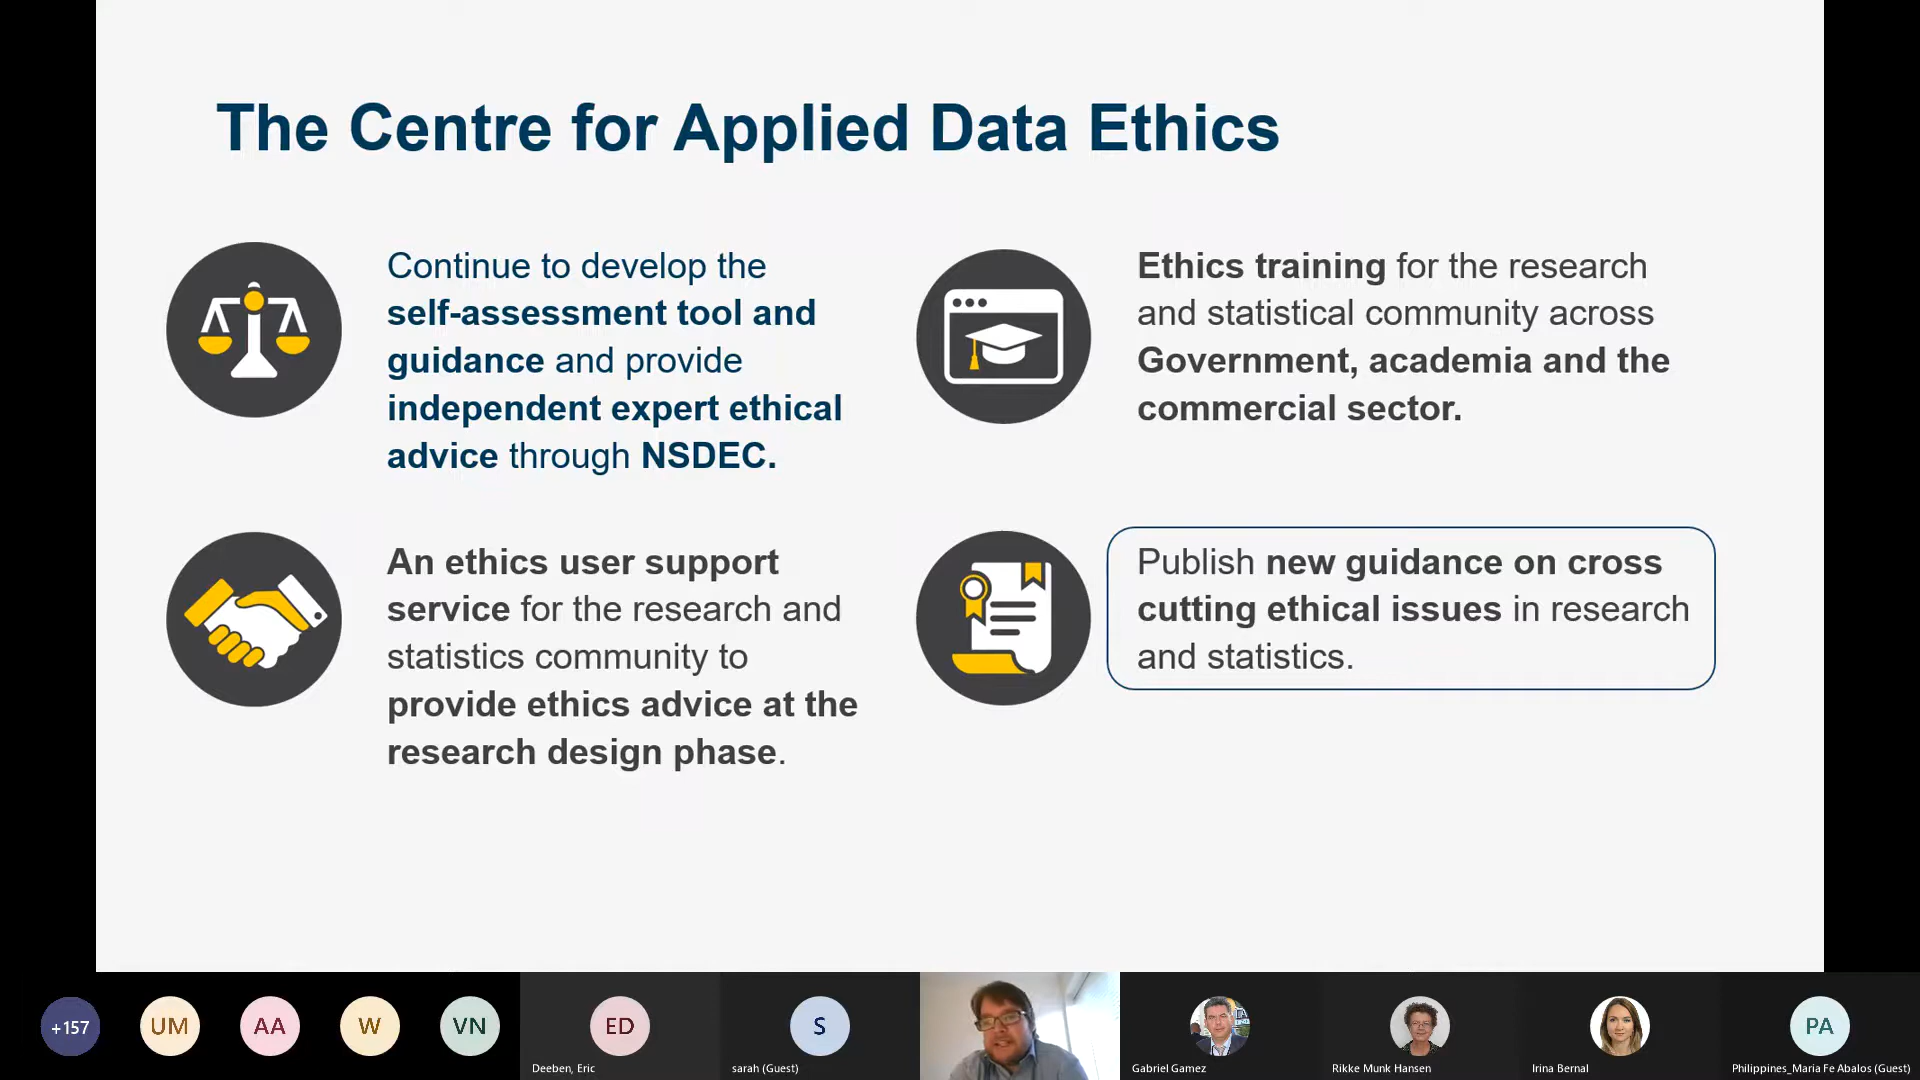 The Centre for Applied Data Ethics
Continue to develop the
self-assessment tool and
guidance and provide
independent expert ethical
advice through NSDEC.
Ethics training for the research
and statistical community across
Government, academia and the
commercial sector.
An ethics user support
service for the research and
statistics community to
provide ethics advice at the
research design phase.
Publish new guidance on cross
cutting ethical issues in research
and statistics.
+157
UM
AA
W
VN
ED
Deeben, Eric
S
sarah (Guest)
Gabriel Gamez
Rikke Munk Hansen
Irina Bernal
PA
Philippines_Maria Fe Abalos (Guest)